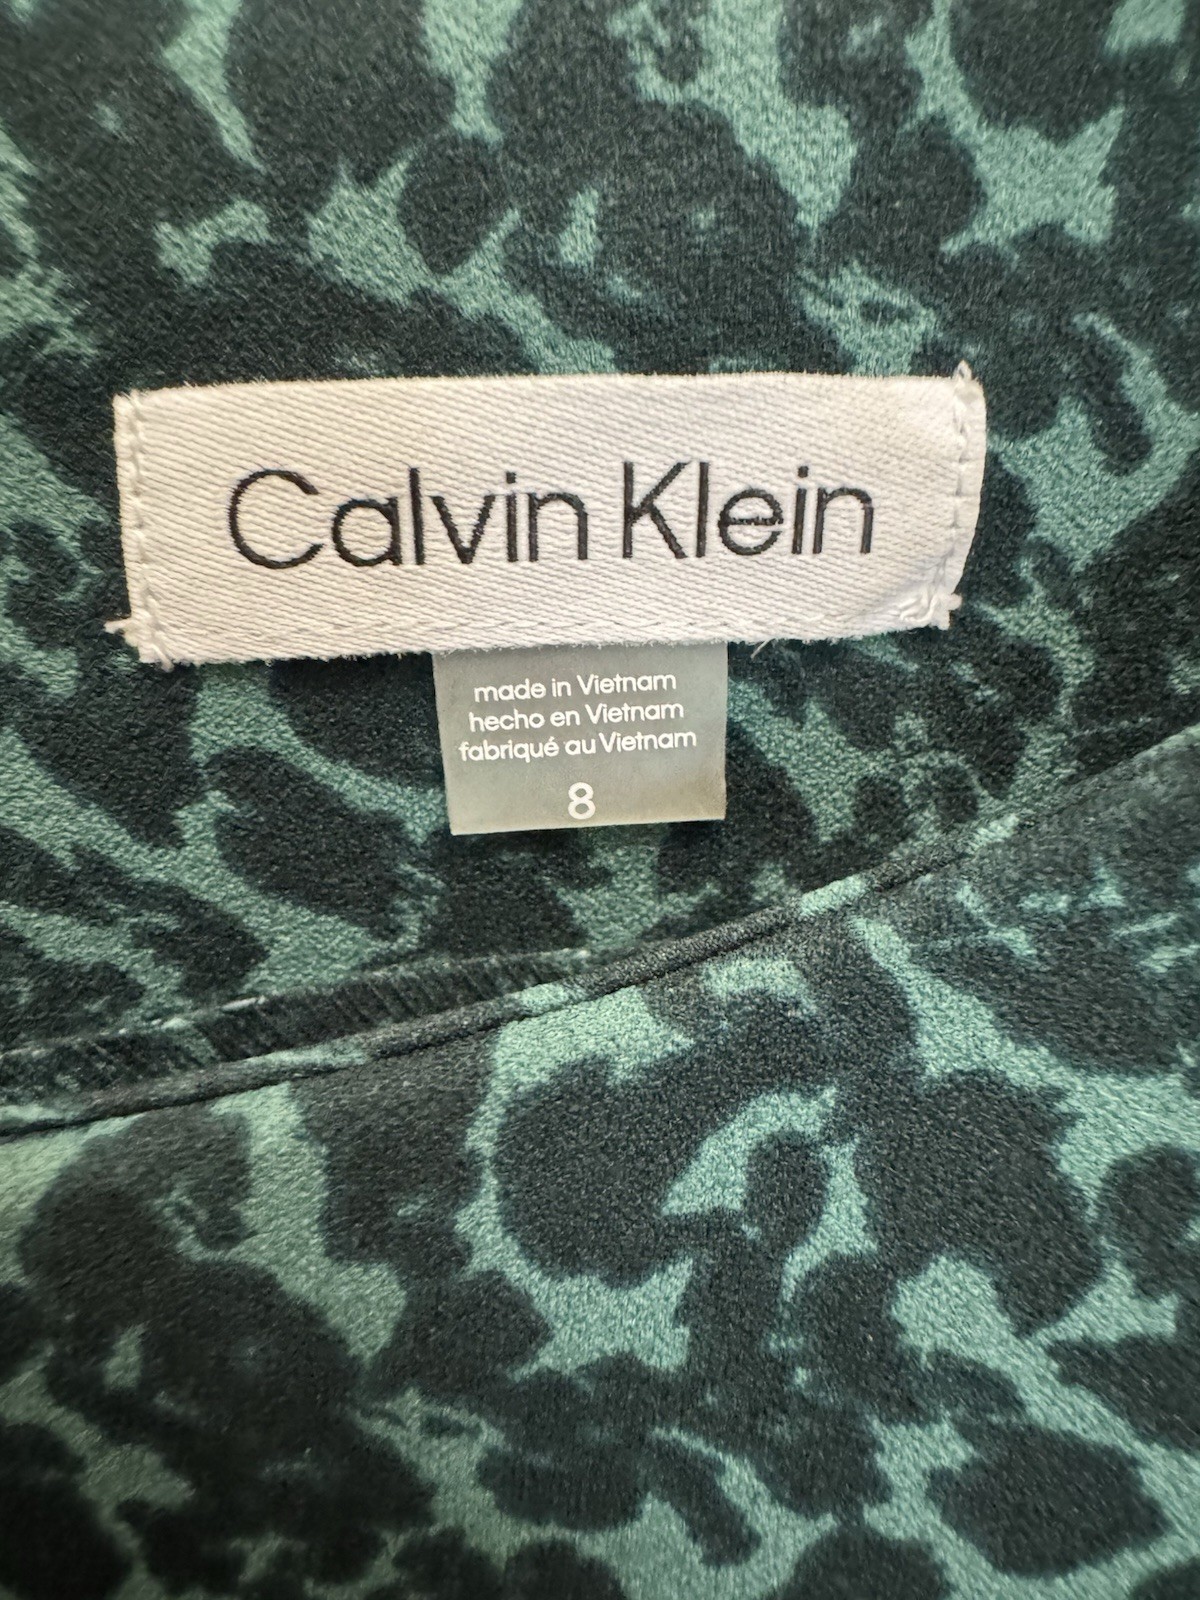 Calvin Klein
made in Vietnam
hecho en Vietnam
fabriqué au Vietnam
8